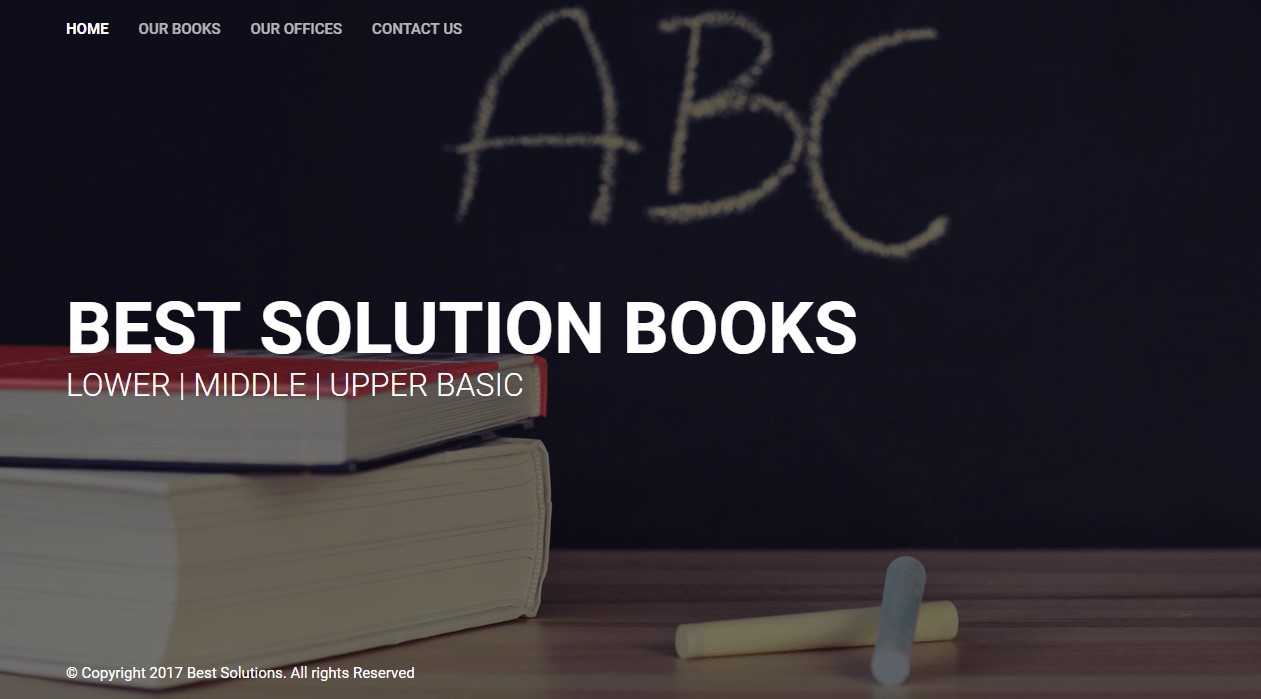 HOME OUR BOOKS OUR OFFICES CONTACT US
ABC
BEST SOLUTION BOOKS
LOWER | MIDDLE | UPPER BASIC
© Copyright 2017 Best Solutions. All rights Reserved